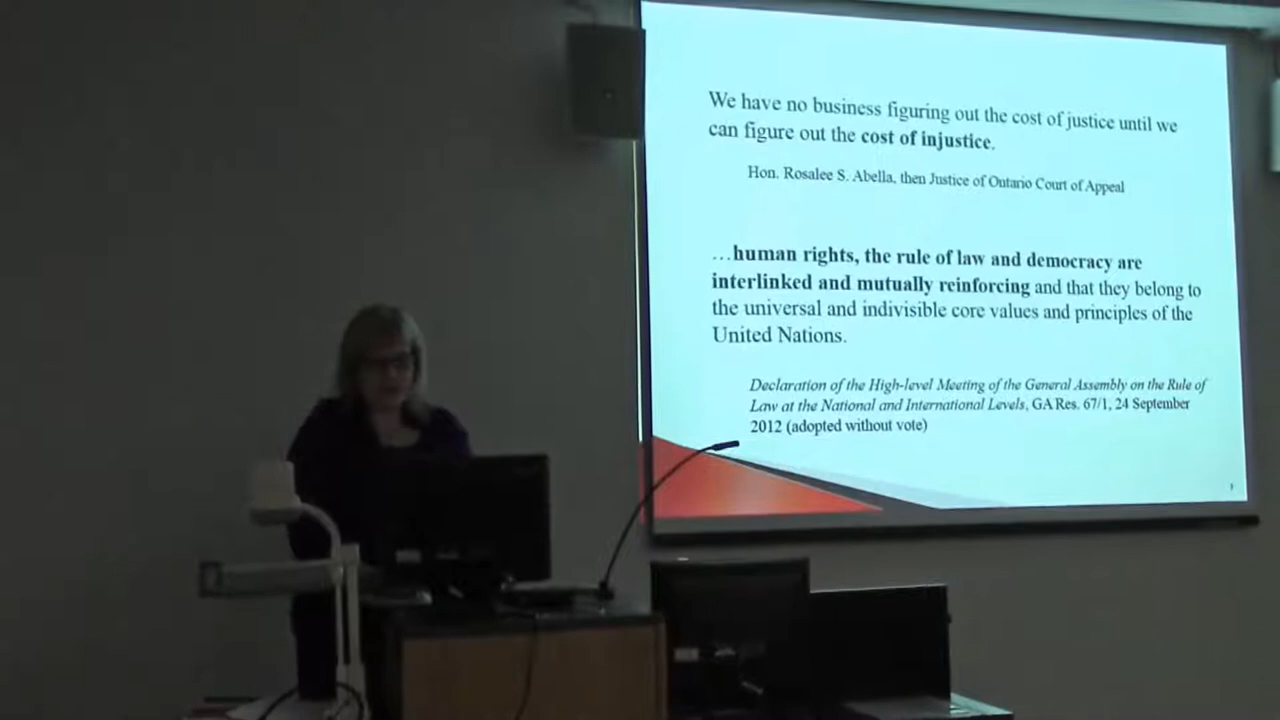 We have no business figuring out the cost of justice until we
can figure out the cost of injustice.
Hon. Rosalee S. Abella, then Justice of Ontario Court of Appeal
…human rights, the rule of law and democracy are
interlinked and mutually reinforcing and that they belong to
the universal and indivisible core values and principles of the
United Nations.
Declaration of the High-level Meeting of the General Assembly on the Rule of
Law at the National and International Levels, GA Res. 67/1, 24 September
2012 (adopted without vote)